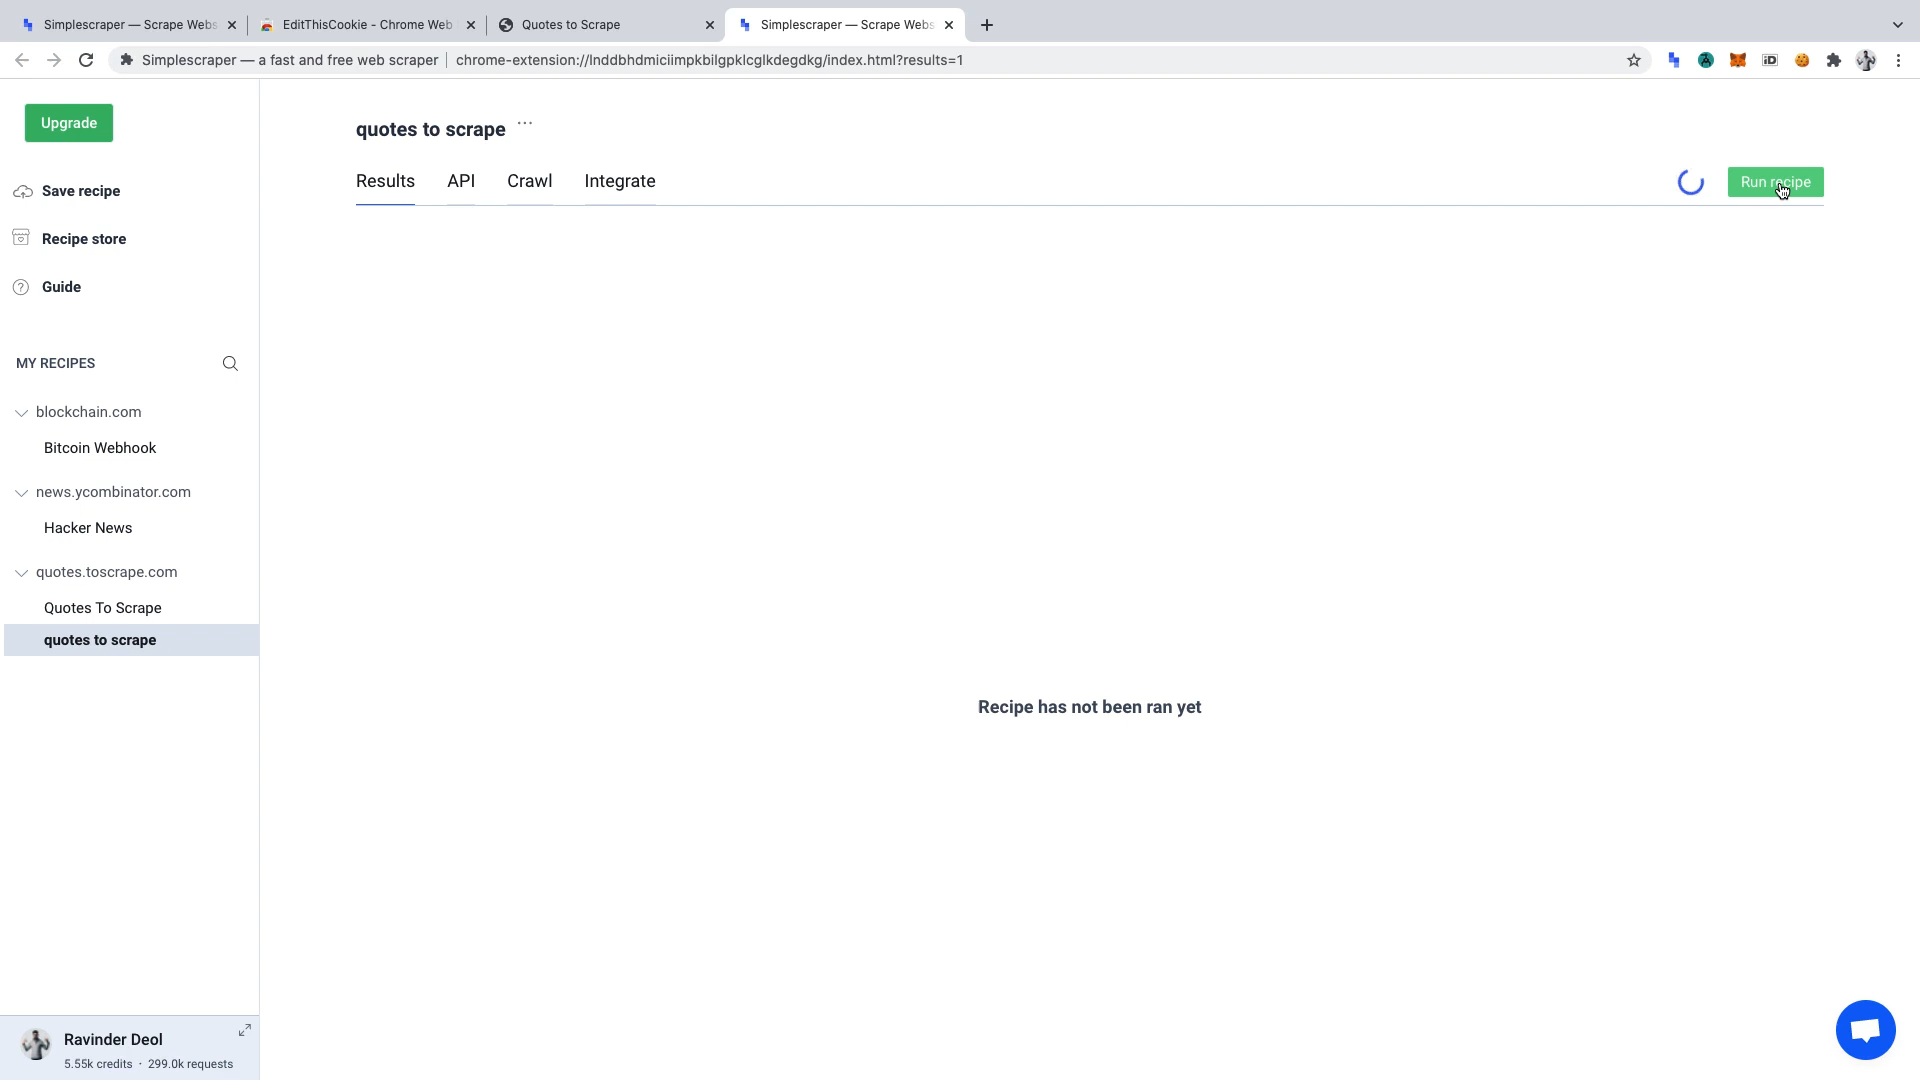 Simplescraper — Scrape Webs
EditThisCookie - Chrome Web
Quotes to Scrape
Simplescraper — Scrape Webs
Simplescraper — a fast and free web scraper
chrome-extension://lnddbhdmiciimpkbilgpklcglkdegdkg/index.html?results=1
iD
Upgrade
Save recipe
Recipe store
Guide
MY RECIPES
blockchain.com
Bitcoin Webhook
news.ycombinator.com
Hacker News
quotes.toscrape.com
Quotes To Scrape
quotes to scrape
Ravinder Deol
5.55k credits · 299.0k requests
quotes to scrape ...
Results
API
Crawl
Integrate
Run recipe
Recipe has not been ran yet